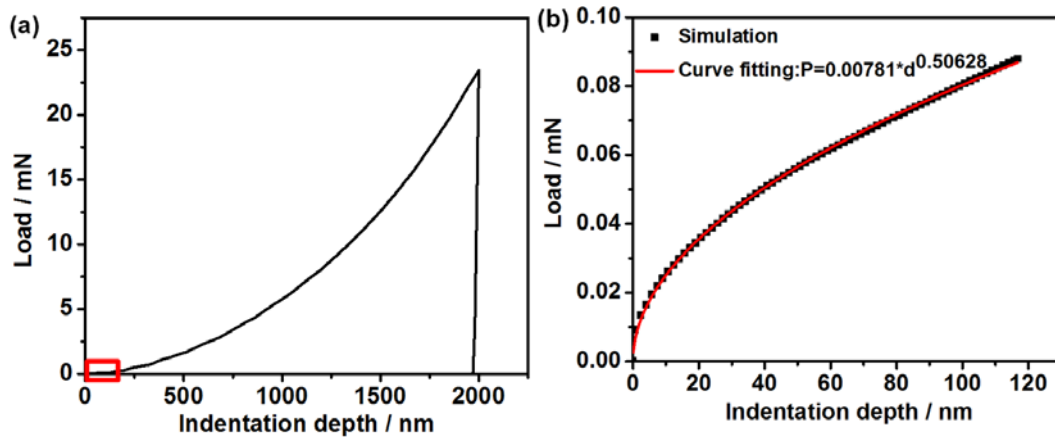 (a)
25
20
15
10
5
0
Load / mN
0 500 1000 1500 2000
Indentation depth / nm
(b)
0.10
0.08
0.06
0.04
0.02
0.00
Load / mN
Simulation
Curve fitting:P=0.00781*d^0.50628
0 20 40 60 80 100 120
Indentation depth / nm